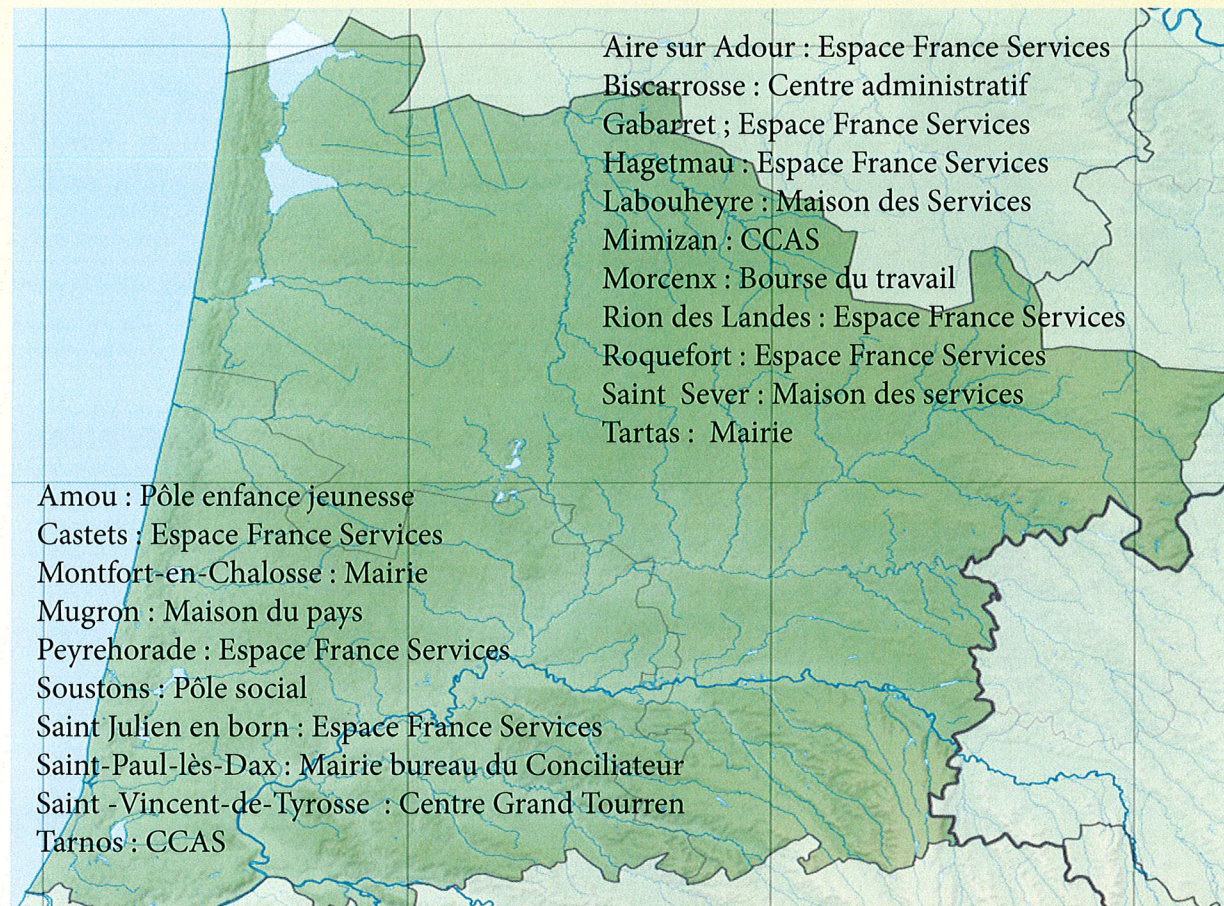 Aire sur Adour : Espace France Services
Biscarrosse : Centre administratif
Gabarret ; Espace France Services
Hagetmau : Espace France Services
Labouheyre : Maison des Services
Mimizan : CCAS
Morcenx : Bourse du travail
Rion des Landes : Espace France Services
Roquefort : Espace France Services
Saint  Sever : Maison des services
Tartas :  Mairie
Amou : Pôle enfance jeunesse
Castets : Espace France Services
Montfort-en-Chalosse : Mairie
Mugron : Maison du pays
Peyrehorade : Espace France Services
Soustons : Pôle social
Saint Julien en born : Espace France Services
Saint-Paul-lès-Dax : Mairie bureau du Conciliateur
Saint -Vincent-de-Tyrosse  : Centre Grand Tourren
Tarnos : CCAS